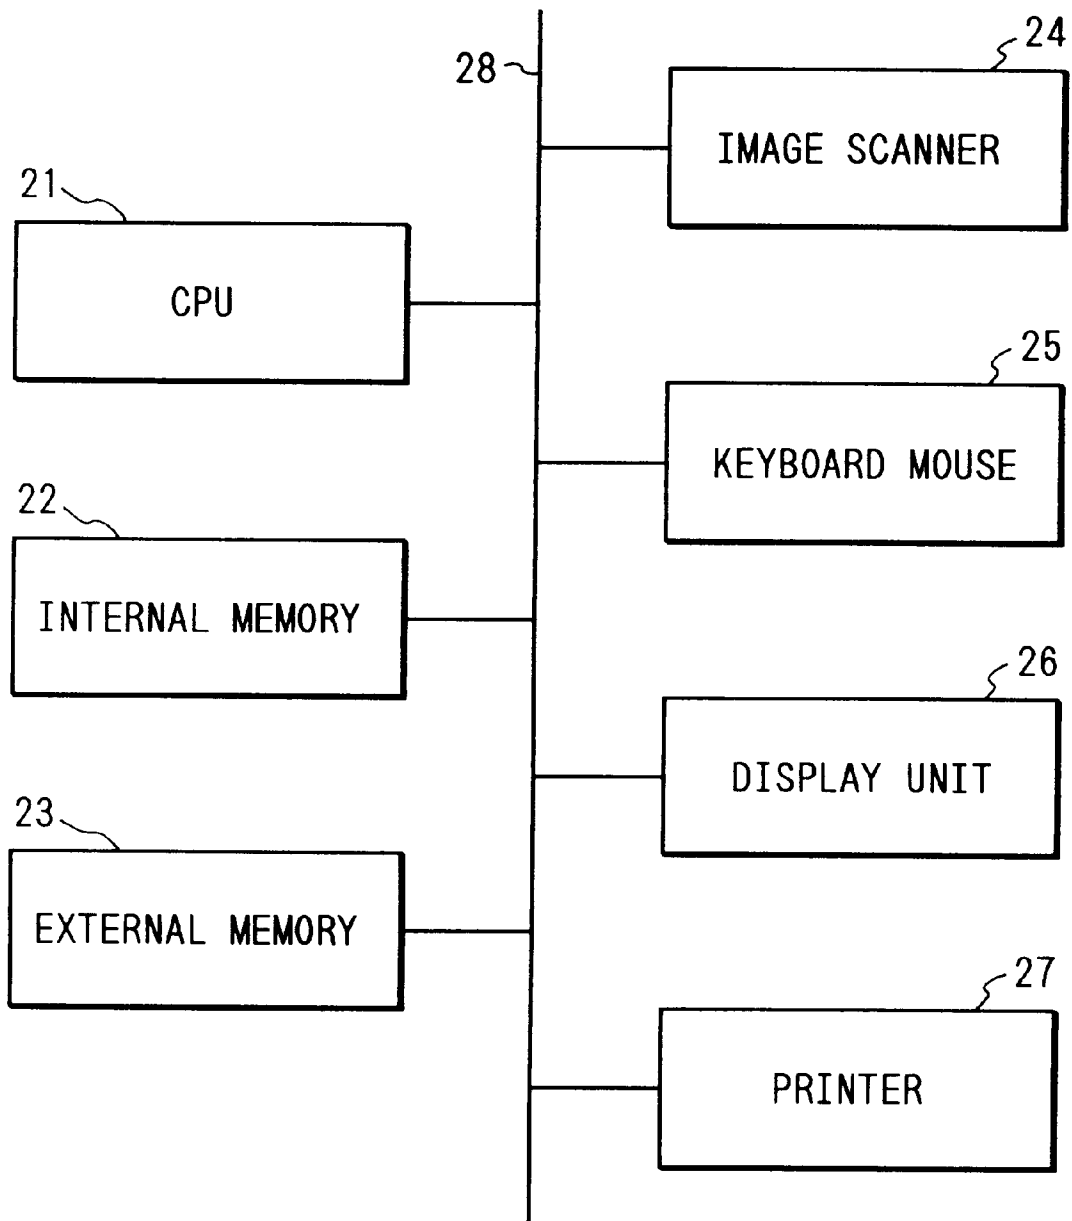 28
24
IMAGE SCANNER
21
CPU
25
KEYBOARD MOUSE
22
INTERNAL MEMORY
26
DISPLAY UNIT
23
EXTERNAL MEMORY
27
PRINTER